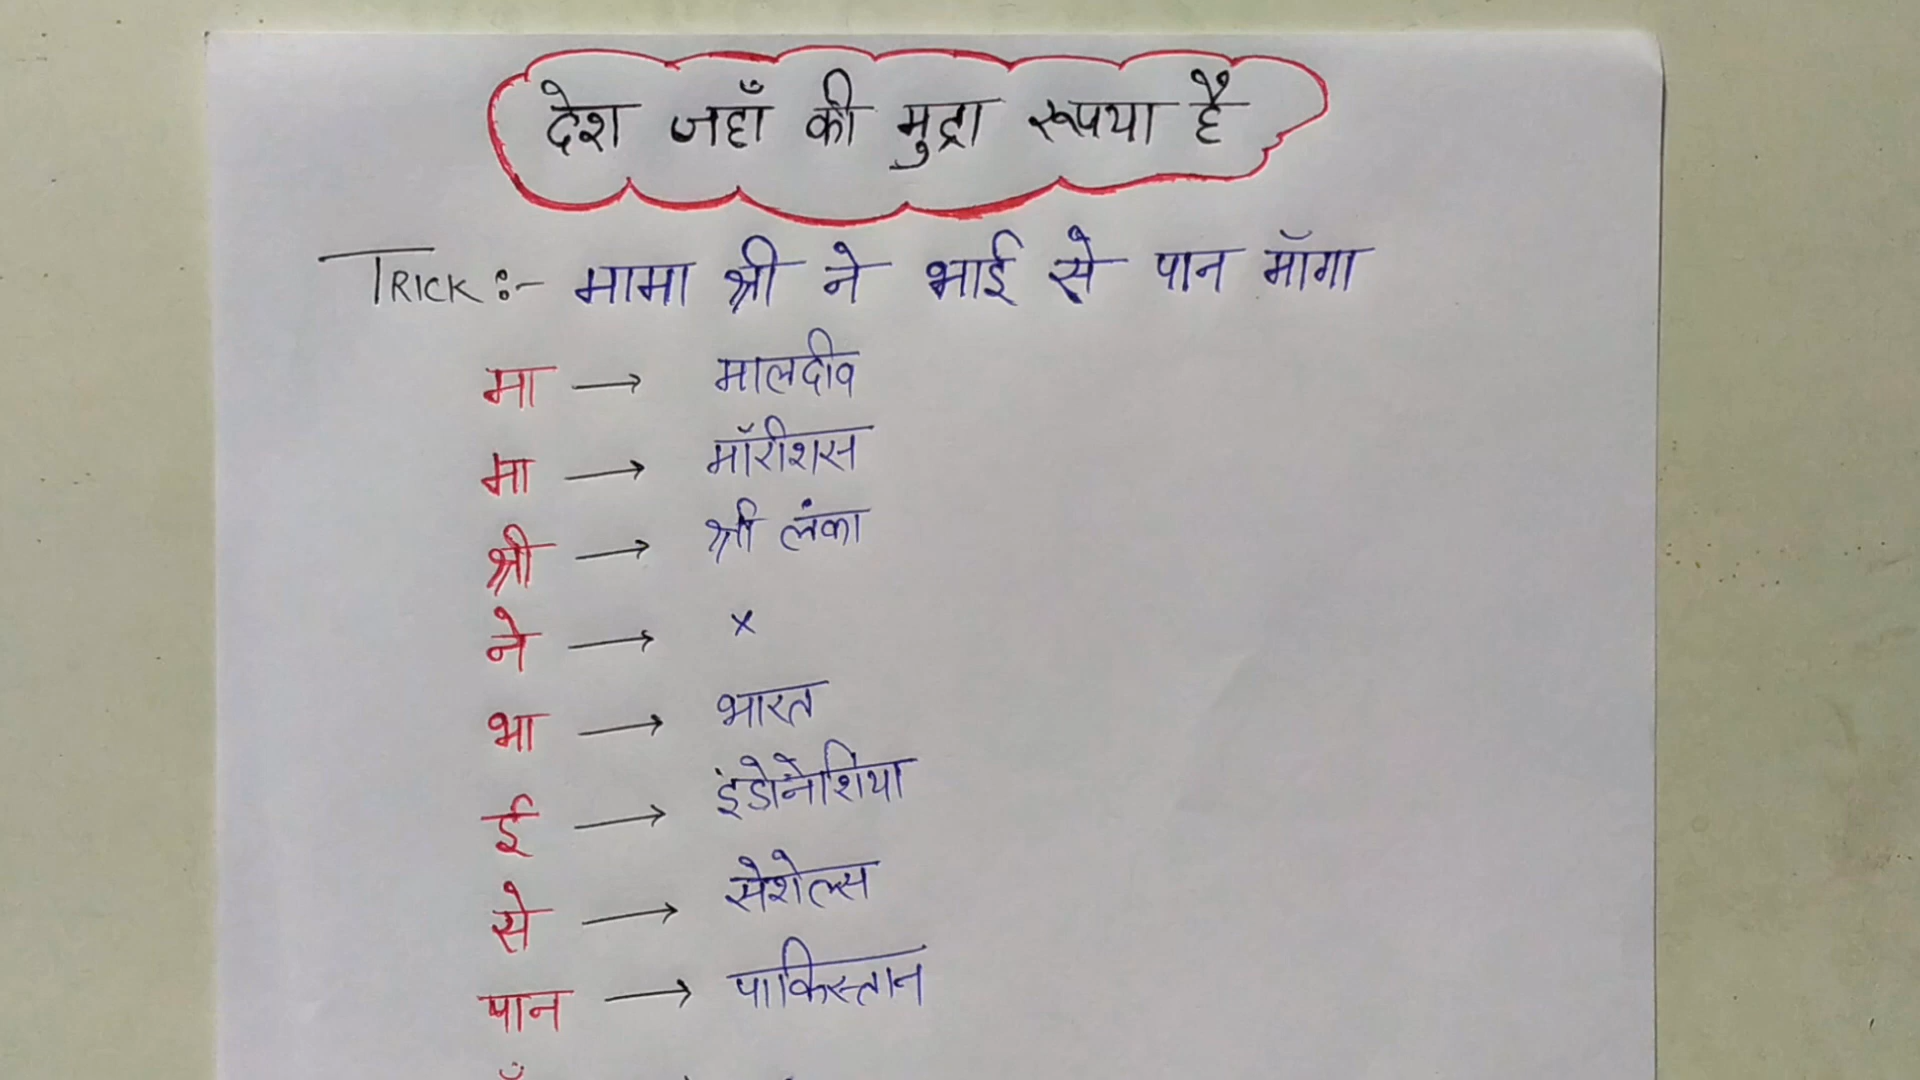 देश जहाँ की मुद्रा रूपया है
TRICK :- मामा श्री ने भाई से पान मॉगा
मा → मालदीव
मा → मॉरीशस
श्री → श्री लंका
ने → x
भा → भारत
ई → इंडोनेशिया
से → सेशेल्स
पान → पाकिस्तान